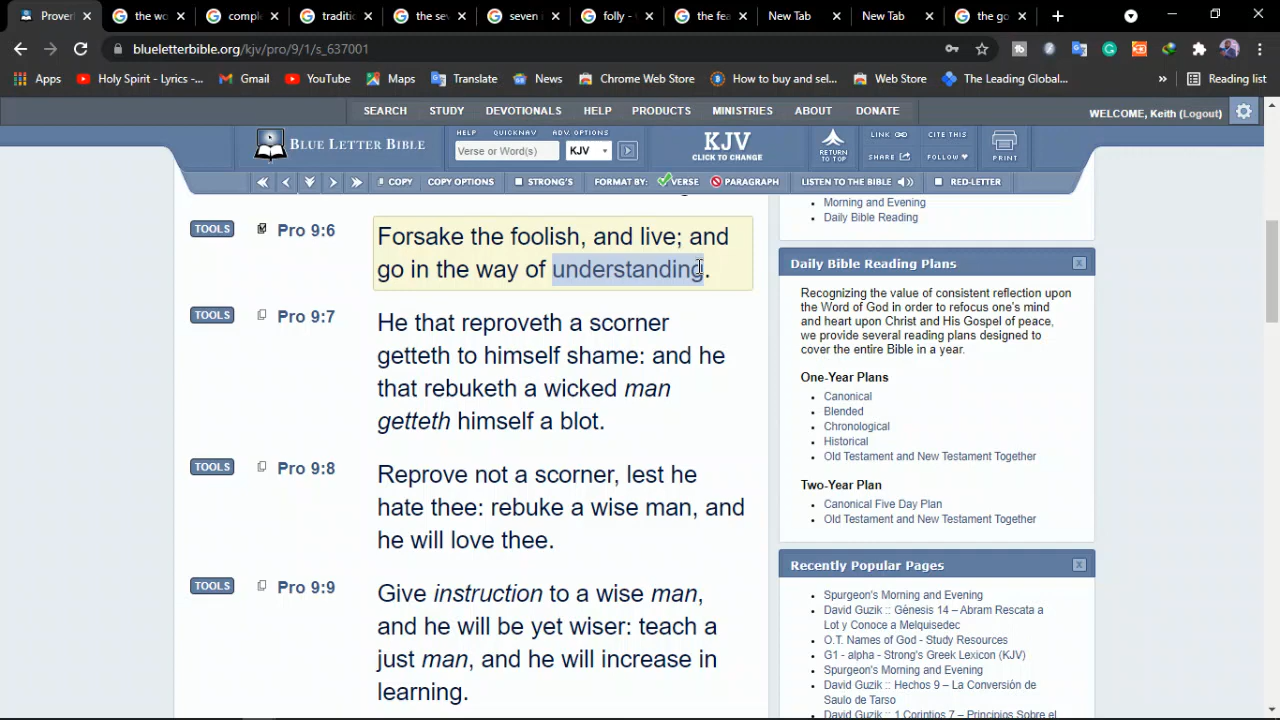 Prover
the wo
comple
traditic
the sev
seven i
folly -
the fea
New Tab
New Tab
the go
blueletterbible.org/kjv/pro/9/1/s_637001
Apps
Holy Spirit - Lyrics -...
Gmail
YouTube
Maps
Translate
News
Chrome Web Store
How to buy and sel...
Web Store
The Leading Global...
»
Reading list
SEARCH STUDY DEVOTIONALS HELP PRODUCTS MINISTRIES ABOUT DONATE
WELCOME, Keith (Logout)
BLUE LETTER BIBLE
HELP QUICKNAV ADV. OPTIONS
Verse or Word(s)
KJV
KJV
CLICK TO CHANGE
RETURN
TO TOP
LINK
CITE THIS
SHARE
FOLLOW
PRINT
COPY COPY OPTIONS STRONG'S FORMAT BY: VERSE PARAGRAPH LISTEN TO THE BIBLE RED-LETTER
TOOLS Pro 9:6
Forsake the foolish, and live; and
go in the way of understanding.
TOOLS Pro 9:7
He that reproveth a scorner
getteth to himself shame: and he
that rebuketh a wicked man
getteth himself a blot.
TOOLS Pro 9:8
Reprove not a scorner, lest he
hate thee: rebuke a wise man, and
he will love thee.
TOOLS Pro 9:9
Give instruction to a wise man,
and he will be yet wiser: teach a
just man, and he will increase in
learning.
Morning and Evening
Daily Bible Reading
Daily Bible Reading Plans
Recognizing the value of consistent reflection upon
the Word of God in order to refocus one's mind
and heart upon Christ and His Gospel of peace,
we provide several reading plans designed to
cover the entire Bible in a year.
One-Year Plans
Canonical
Blended
Chronological
Historical
Old Testament and New Testament Together
Two-Year Plan
Canonical Five Day Plan
Old Testament and New Testament Together
Recently Popular Pages
Spurgeon's Morning and Evening
David Guzik :: Génesis 14 – Abram Rescata a
Lot y Conoce a Melquisedec
O.T. Names of God - Study Resources
G1 - alpha - Strong's Greek Lexicon (KJV)
Spurgeon's Morning and Evening
David Guzik :: Hechos 9 – La Conversión de
Saulo de Tarso
David Guzik :: 1 Corintios 7 – Principios Sobre el